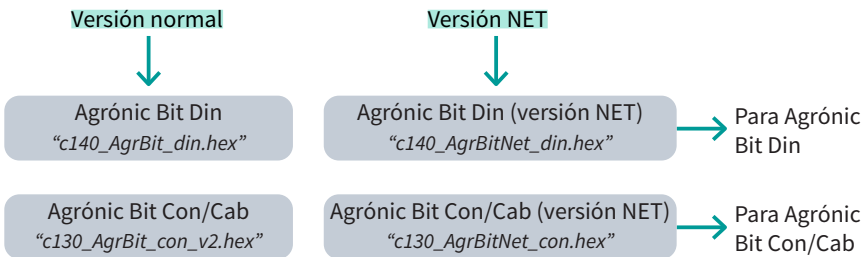 Versión normal
Versión NET
Agrónic Bit Din
“c140_AgrBit_din.hex”
Agrónic Bit Din (versión NET)
“c140_AgrBitNet_din.hex”
Para Agrónic
Bit Din
Agrónic Bit Con/Cab
“c130_AgrBit_con_v2.hex”
Agrónic Bit Con/Cab (versión NET)
“c130_AgrBitNet_con.hex”
Para Agrónic
Bit Con/Cab